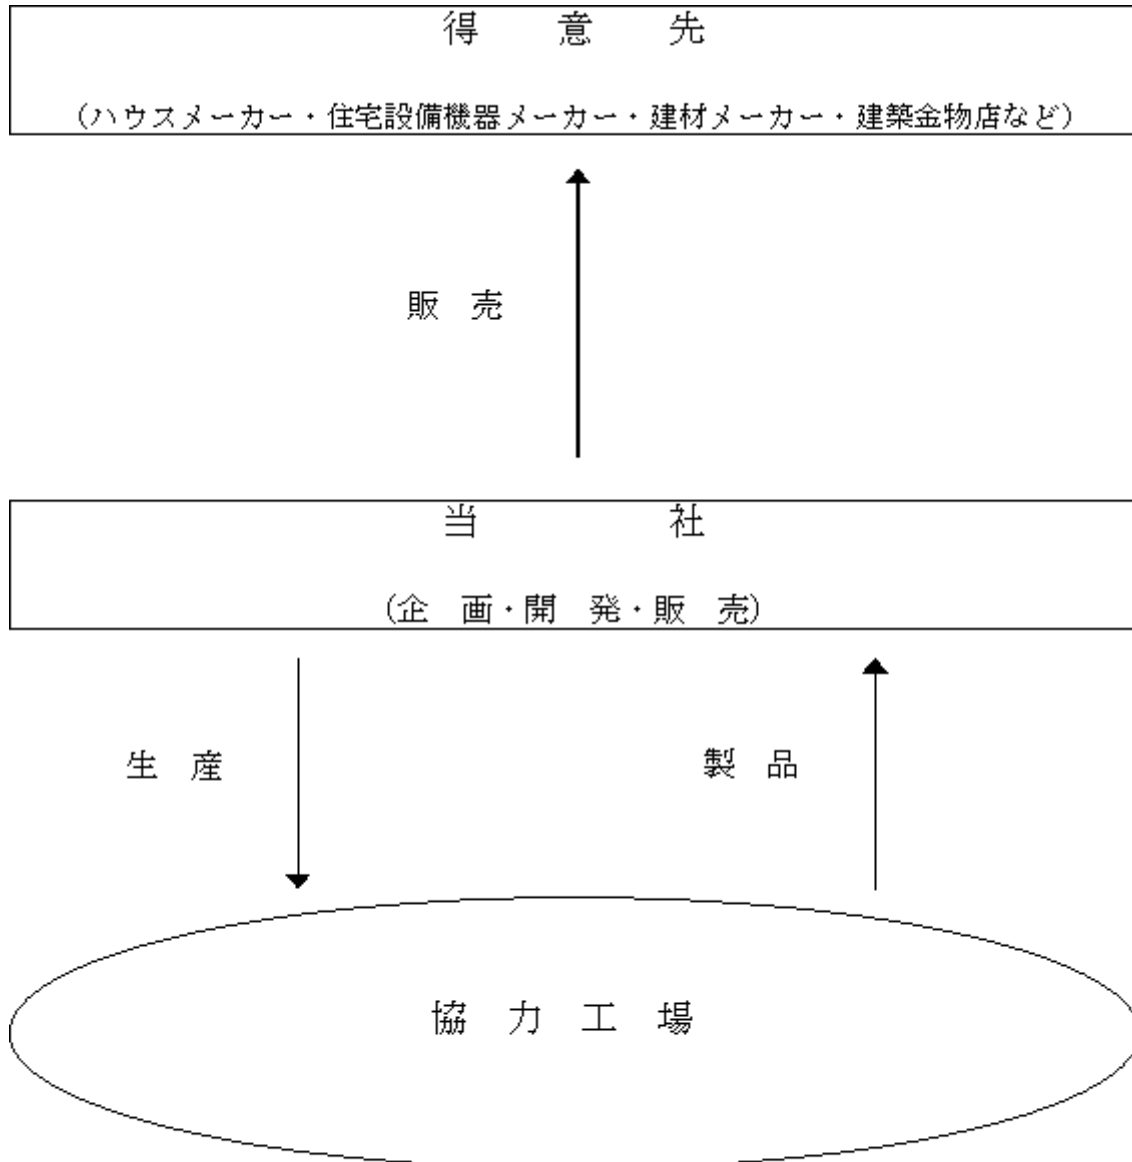 得意先
(ハウスメーカー・住宅設備機器メーカー・建材メーカー・建築金物店など)
販売
当社
(企画・開発・販売)
生産
製品
協力工場